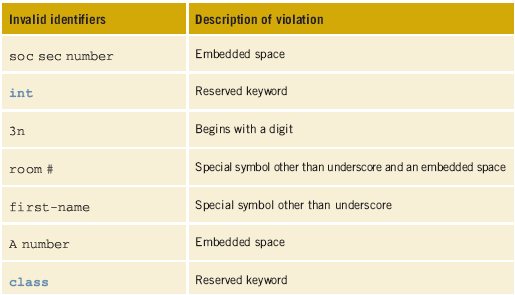 Invalid identifiers Description of violation
soc sec number Embedded space
int Reserved keyword
3n Begins with a digit
room # Special symbol other than underscore and an embedded space
first-name Special symbol other than underscore
A number Embedded space
class Reserved keyword